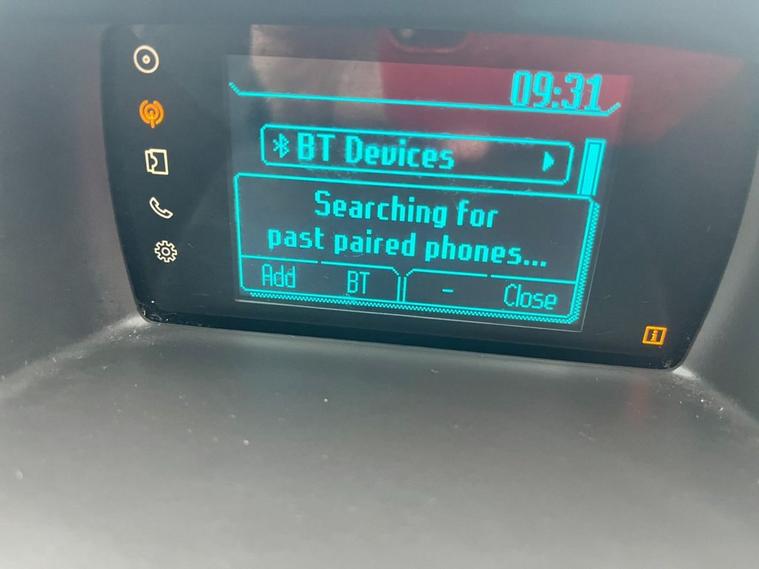 09:31
BT Devices
Searching for
past paired phones...
Add BT - Close
i